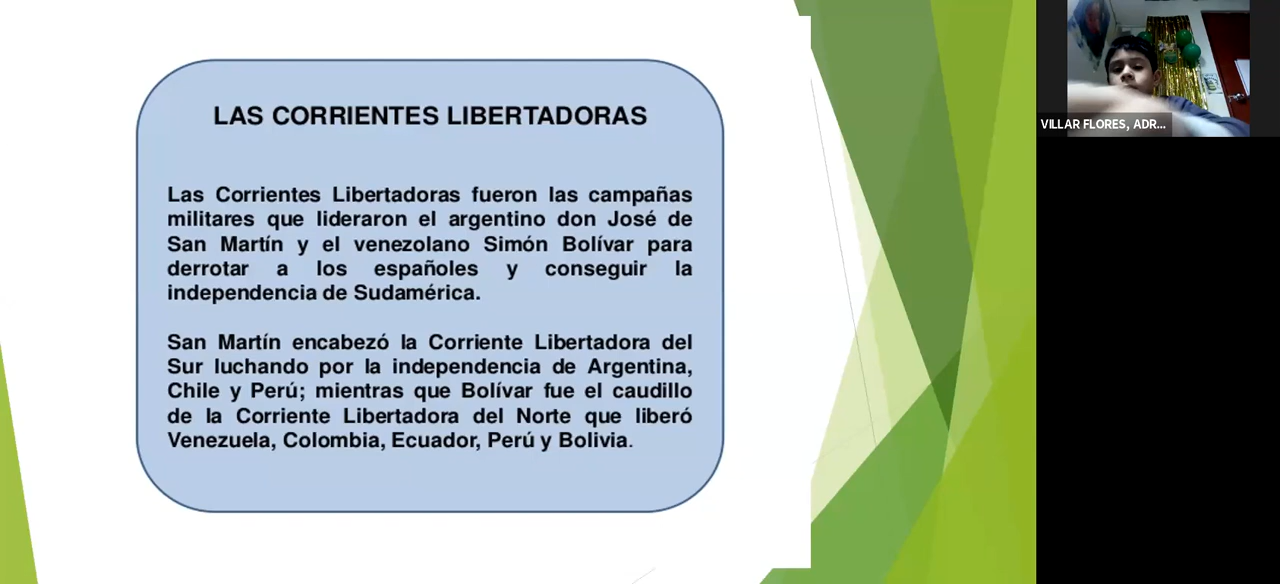 LAS CORRIENTES LIBERTADORAS
Las Corrientes Libertadoras fueron las campañas
militares que lideraron el argentino don José de
San Martín y el venezolano Simón Bolívar para
derrotar a los españoles y conseguir la
independencia de Sudamérica.
San Martín encabezó la Corriente Libertadora del
Sur luchando por la independencia de Argentina,
Chile y Perú; mientras que Bolívar fue el caudillo
de la Corriente Libertadora del Norte que liberó
Venezuela, Colombia, Ecuador, Perú y Bolivia.
VILLAR FLORES, ADR...